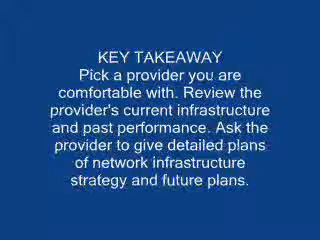 KEY TAKEAWAY
Pick a provider you are
comfortable with. Review the
provider's current infrastructure
and past performance. Ask the
provider to give detailed plans
of network infrastructure
strategy and future plans.